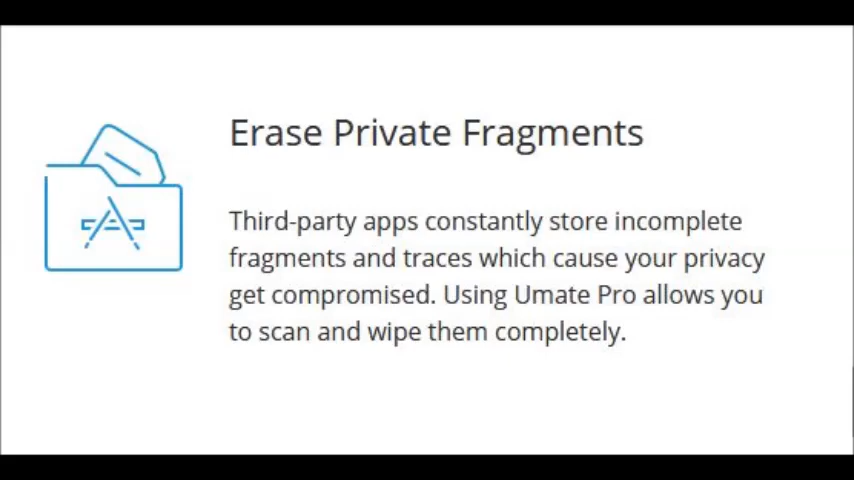 Erase Private Fragments
Third-party apps constantly store incomplete
fragments and traces which cause your privacy
get compromised. Using Umate Pro allows you
to scan and wipe them completely.